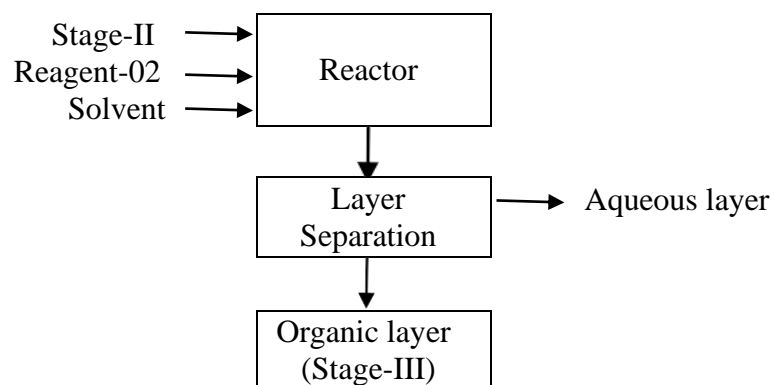 Stage-II
Reagent-02
Solvent
Reactor
Layer
Separation
Aqueous layer
Organic layer
(Stage-III)